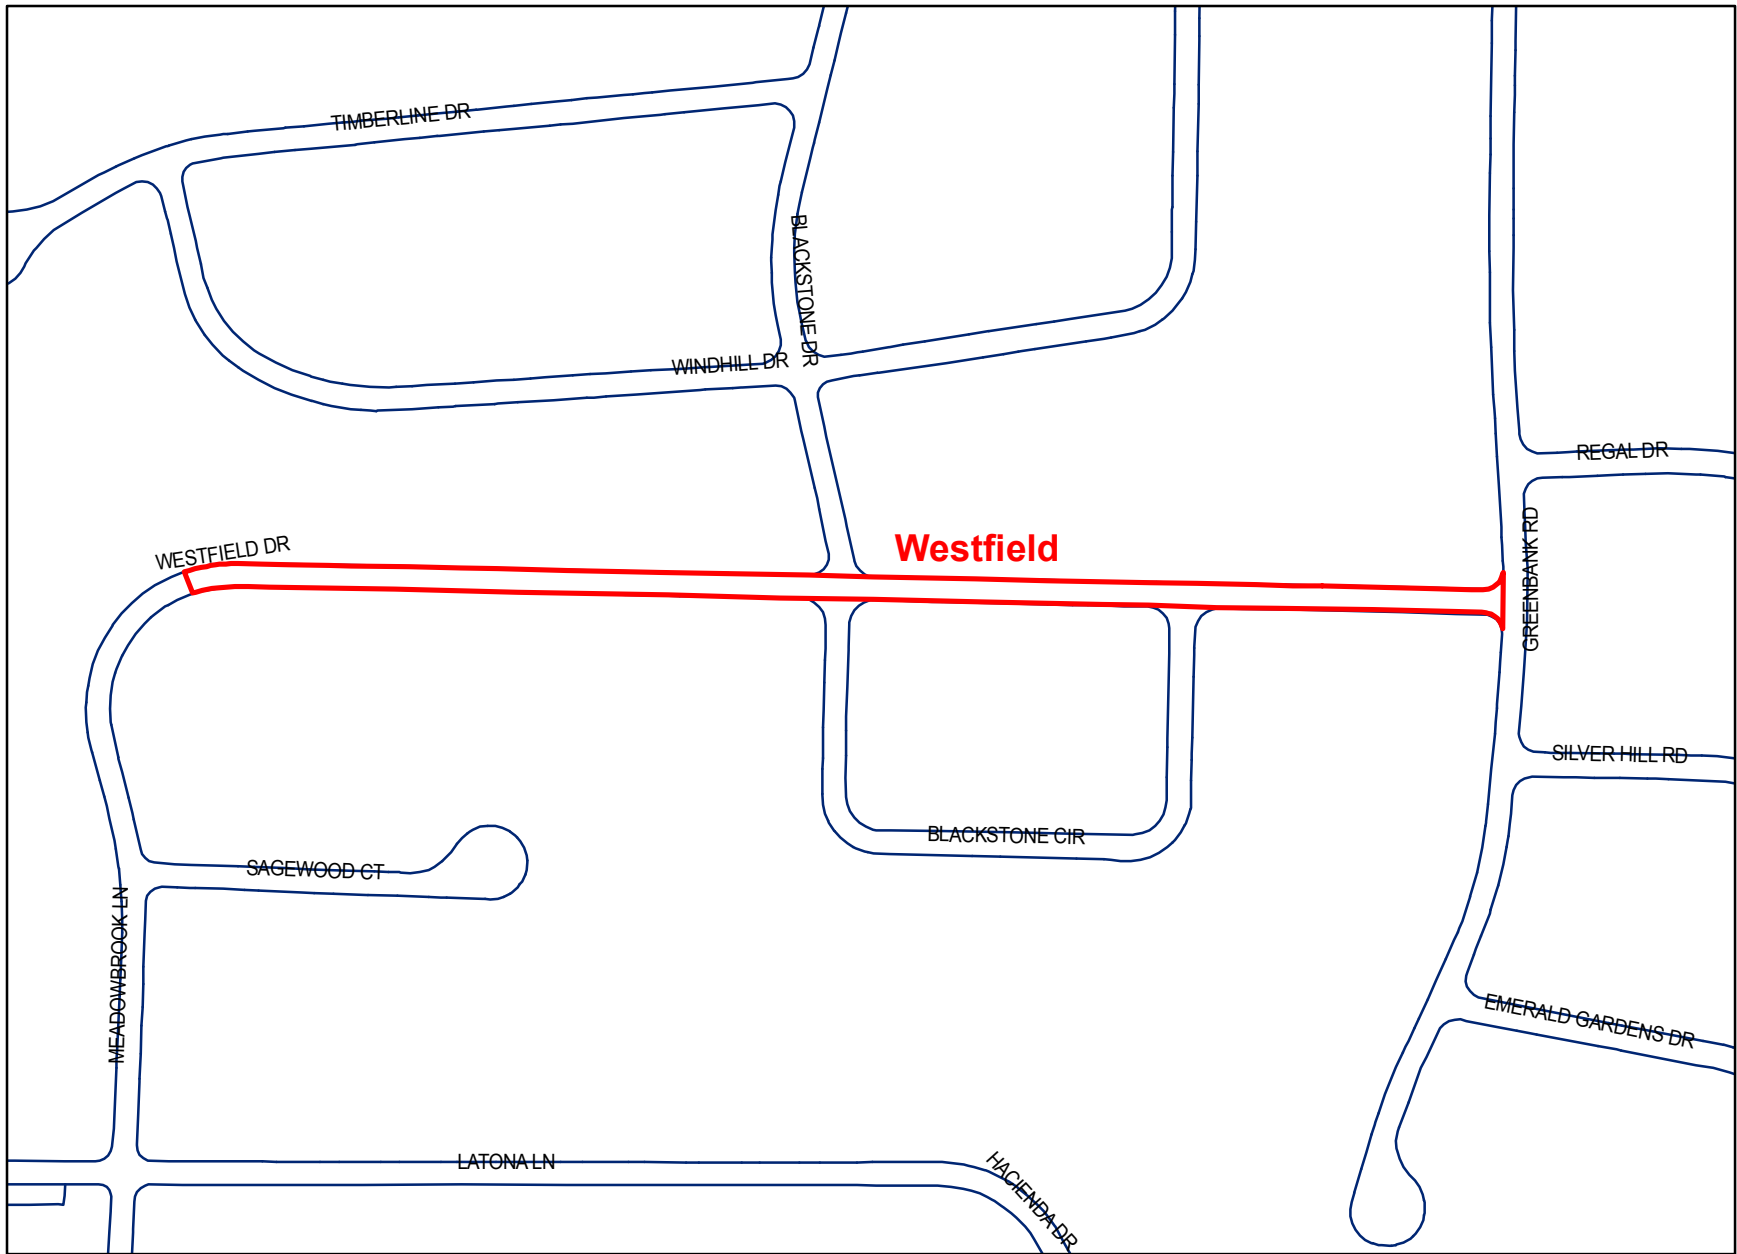 TIMBERLINE DR
BLACKSTONE DR
WINDHILL DR
REGAL DR
WESTFIELD DR
Westfield
GREENBANK RD
SILVER HILL RD
BLACKSTONE CIR
SAGEWOOD CT
MEADOWBROOK LN
EMERALD GARDENS DR
LATONA LN
HACIENDA DR